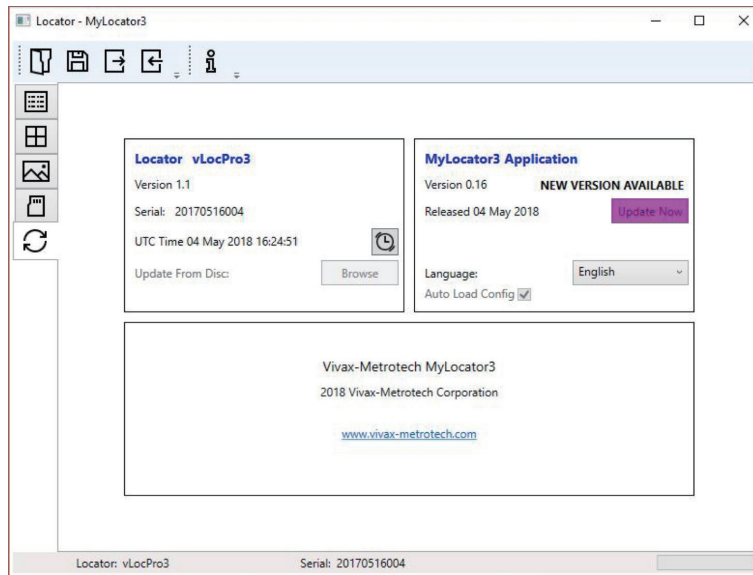 Locator - MyLocator3
Locator vLocPro3
Version 1.1
Serial: 20170516004
UTC Time 04 May 2018 16:24:51
Update From Disc:
Browse
MyLocator3 Application
Version 0.16
NEW VERSION AVAILABLE
Released 04 May 2018
Update Now
Language:
English
Auto Load Config
Vivax-Metrotech MyLocator3
2018 Vivax-Metrotech Corporation
www.vivax-metrotech.com
Locator: vLocPro3
Serial: 20170516004